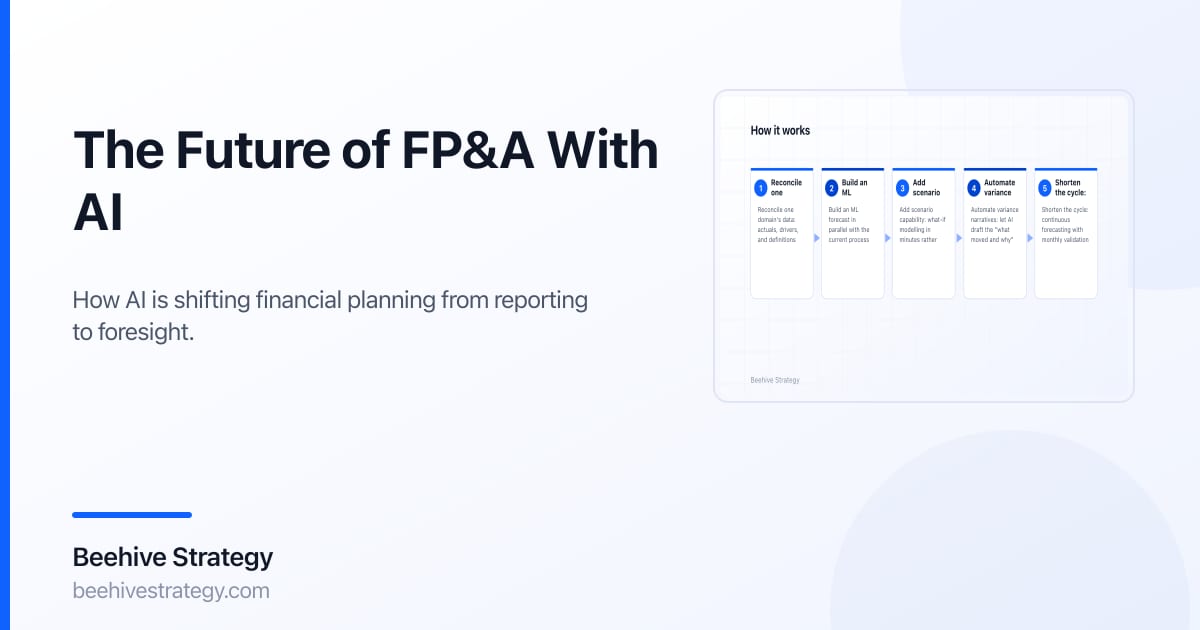 The Future of FP&A With
AI
How AI is shifting financial planning from reporting
to foresight.
Beehive Strategy
beehivestrategy.com
How it works
1
Reconcile
one
Reconcile one
domain's data:
actuals, drivers,
and definitions
2
Build an
ML
Build an ML
forecast in
parallel with the
current process
3
Add
scenario
Add scenario
capability: what-if
modelling in
minutes rather
4
Automate
variance
Automate variance
narratives: let AI
draft the "what
moved and why"
5
Shorten
the cycle:
Shorten the cycle:
continuous
forecasting with
monthly validation
Beehive Strategy